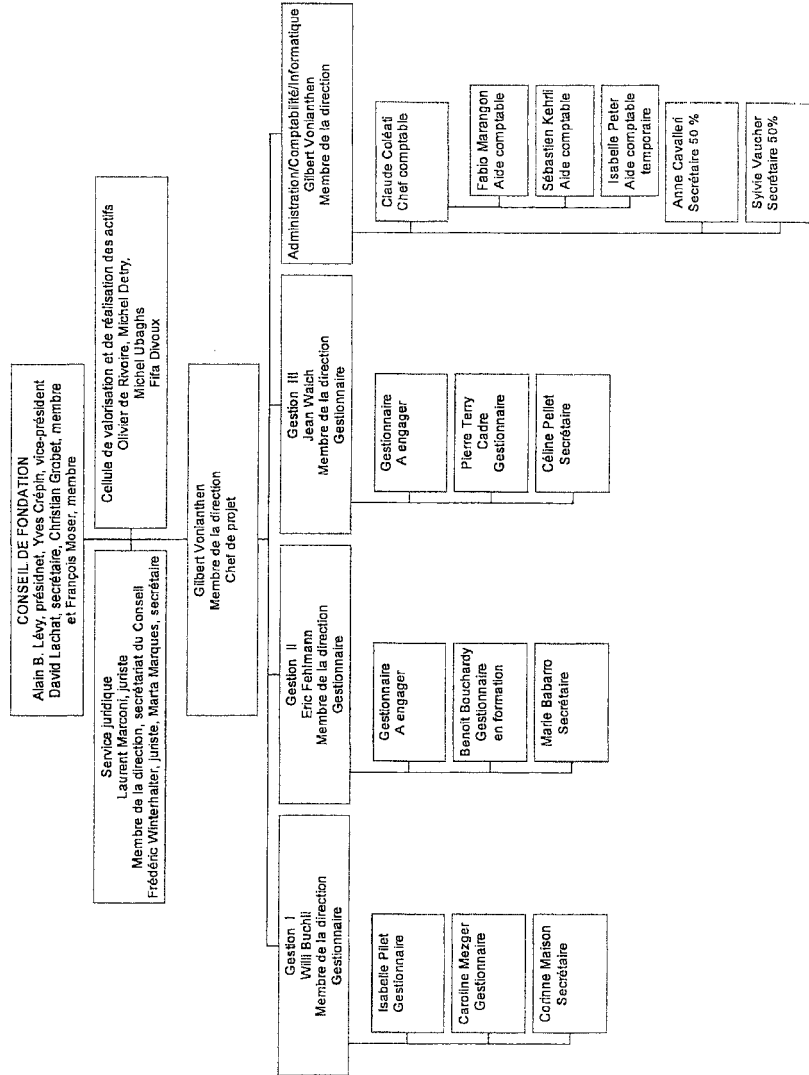 CONSEIL DE FONDATION
Alain B. Lévy, présidnet, Yves Crépin, vice-président
David Lachat, secrétaire, Christian Grobet, membre
et François Moser, membre
Service juridique
Laurent Marconi, juriste
Membre de la direction, secrétariat du Conseil
Frédéric Winterhalter, juriste, Marta Marques, secrétaire
Cellule de valorisation et de réalisation des actifs
Olivier de Rivoire, Michel Detry,
Michel Ubaghs
Fifa Divoux
Gilbert Vonlanthen
Membre de la direction
Chef de projet
Gestion I
Willi Buchli
Membre de la direction
Gestionnaire
Isabelle Pilet
Gestionnaire
Caroline Mezger
Gestionnaire
Corinne Maison
Secrétaire
Gestion II
Eric Fehlmann
Membre de la direction
Gestionnaire
Gestionnaire
A engager
Benoît Bouchardy
Gestionnaire
en formation
Marie Babarro
Secrétaire
Gestion III
Jean Walch
Membre de la direction
Gestionnaire
Gestionnaire
A engager
Pierre Terry
Cadre
Gestionnaire
Céline Pellet
Secrétaire
Administration/Comptabilité/Informatique
Gilbert Vonlanthen
Membre de la direction
Claude Coléati
Chef comptable
Fabio Marangon
Aide comptable
Sébastien Kehrli
Aide comptable
Isabelle Peter
Aide comptable
temporaire
Anne Cavalleri
Secrétaire 50 %
Sylvie Vaucher
Secrétaire 50%